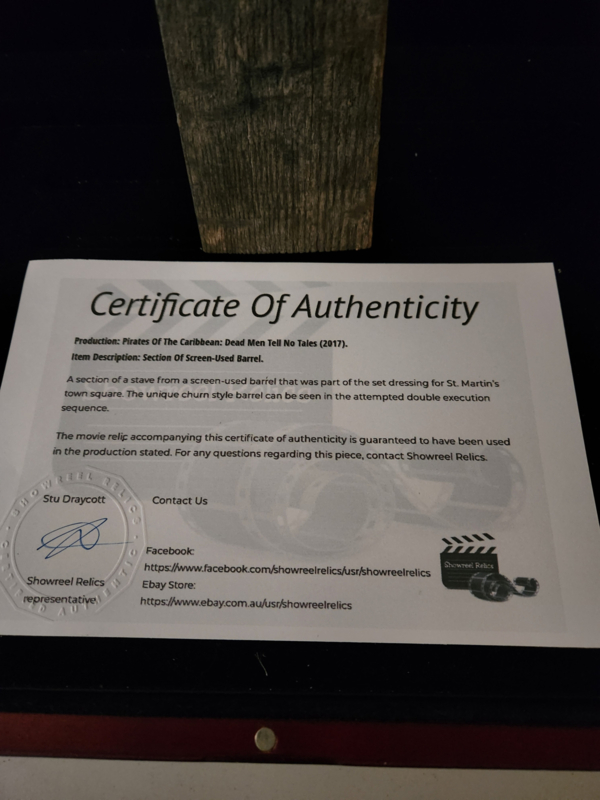 Certificate Of Authenticity
Production: Pirates Of The Caribbean: Dead Men Tell No Tales (2017).
Item Description: Section Of Screen-Used Barrel.
A section of a stave from a screen-used barrel that was part of the set dressing for St. Martin's
town square. The unique churn style barrel can be seen in the attempted double execution
sequence.
The movie relic accompanying this certificate of authenticity is guaranteed to have been used
in the production stated. For any questions regarding this piece, contact Showreel Relics.
SHOWREEL RELICS
Stu Draycott
Contact Us
Facebook:
https://www.facebook.com/showreelrelics/usr/showreelrelics
Showreel Relics
representative
Ebay Store:
https://www.ebay.com.au/usr/showreelrelics
Showreel Relics